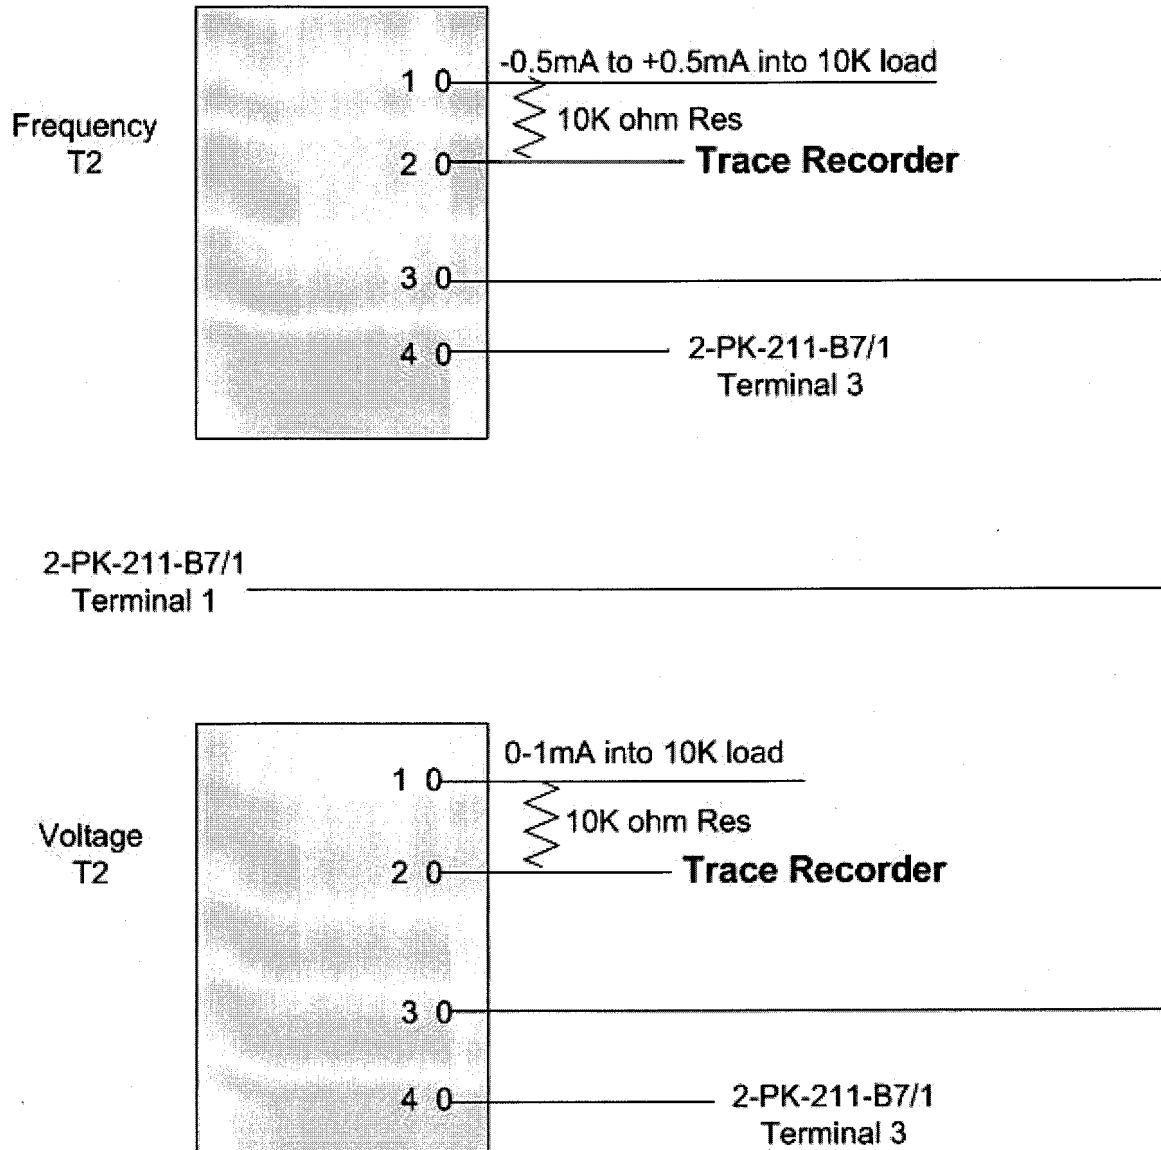 -0.5mA to +0.5mA into 10K load
1 0
10K ohm Res
Frequency
T2
2 0
Trace Recorder
3 0
4 0
2-PK-211-B7/1
Terminal 3
2-PK-211-B7/1
Terminal 1
0-1mA into 10K load
1 0
10K ohm Res
Voltage
T2
2 0
Trace Recorder
3 0
4 0
2-PK-211-B7/1
Terminal 3